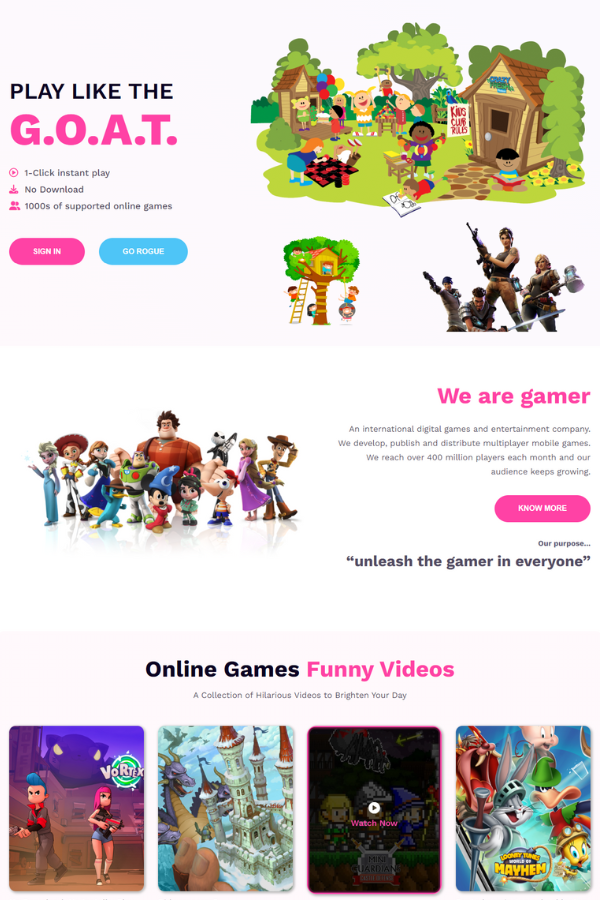 PLAY LIKE THE
G.O.A.T.
1-Click instant play
No Download
1000s of supported online games
SIGN IN
GO ROGUE
KIDS
CLUB
RULES
We are gamer
An international digital games and entertainment company.
We develop, publish and distribute multiplayer mobile games.
We reach over 400 million players each month and our
audience keeps growing.
KNOW MORE
Our purpose...
“unleash the gamer in everyone”
Online Games Funny Videos
A Collection of Hilarious Videos to Brighten Your Day
VORTEX
Watch Now
LOONEY TUNES
WORLD OF
MAYHEM